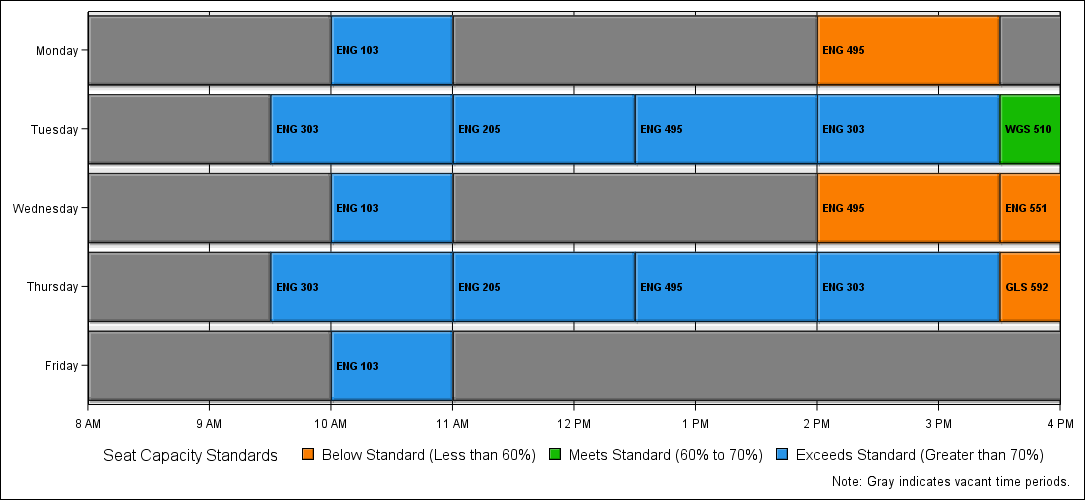 Monday ENG 103 ENG 495
Tuesday ENG 303 ENG 205 ENG 495 ENG 303 WGS 510
Wednesday ENG 103 ENG 495 ENG 551
Thursday ENG 303 ENG 205 ENG 495 ENG 303 GLS 592
Friday ENG 103
8 AM 9 AM 10 AM 11 AM 12 PM 1 PM 2 PM 3 PM 4 PM
Seat Capacity Standards Below Standard (Less than 60%) Meets Standard (60% to 70%) Exceeds Standard (Greater than 70%)
Note: Gray indicates vacant time periods.